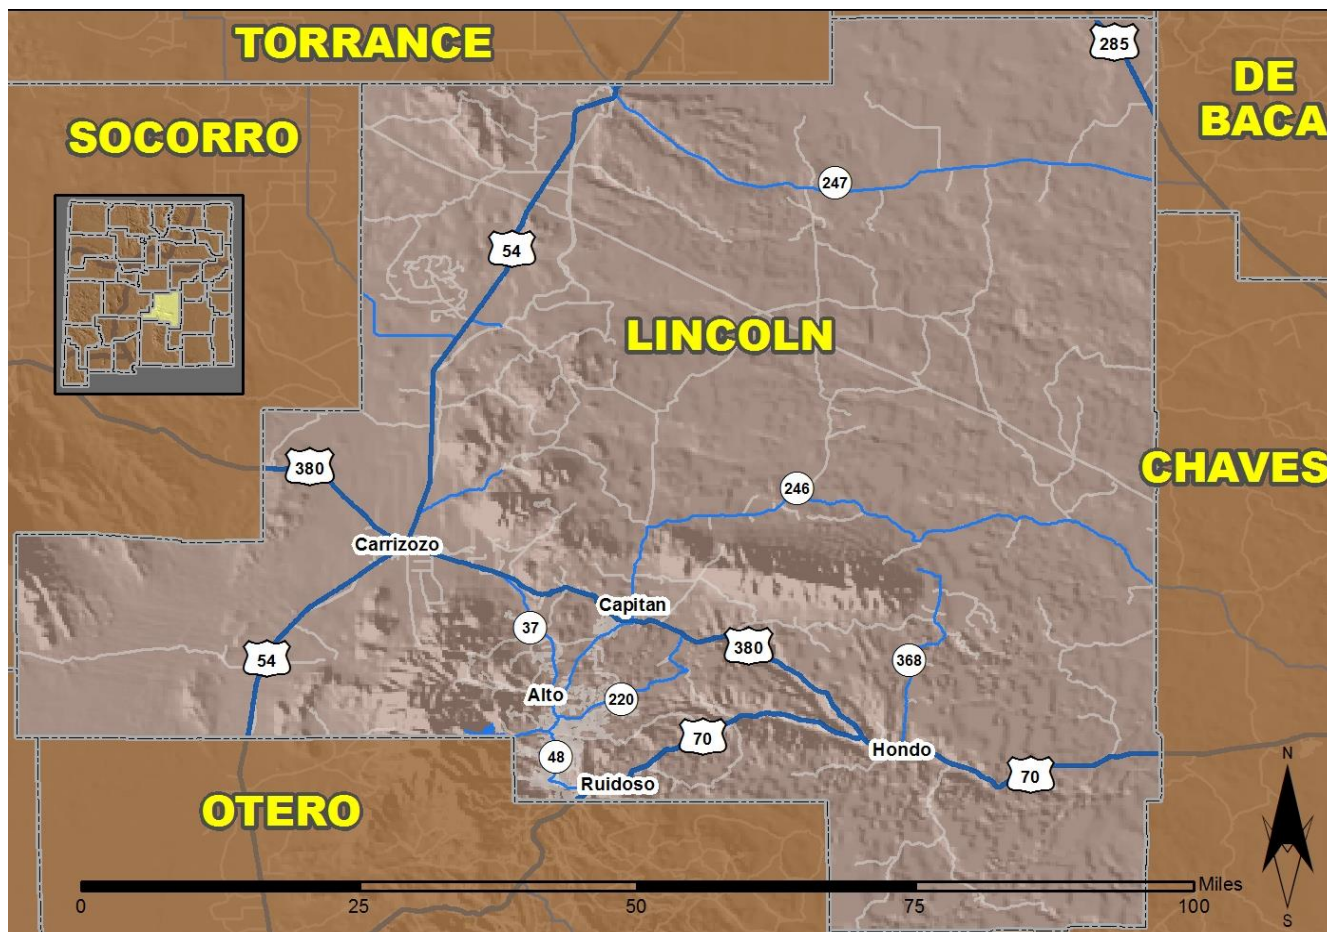 TORRANCE
285
DE
BACA
SOCORRO
247
54
LINCOLN
380
CHAVES
246
Carrizozo
Capitan
37
380
54
368
Alto
220
70
Hondo
48
70
Ruidoso
N
OTERO
Miles
0 25 50 75 100
S